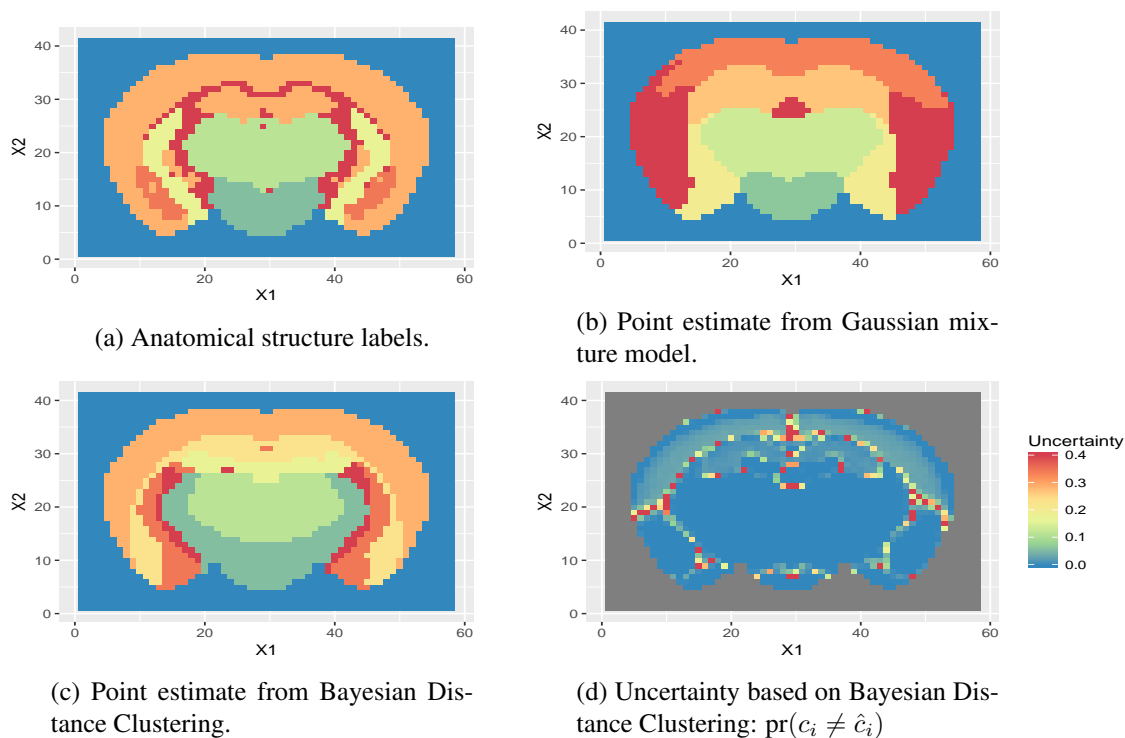 40
30
20
10
0
X2
0
20
40
60
X1
(a) Anatomical structure labels.
40
30
20
10
0
X2
0
20
40
60
X1
(b) Point estimate from Gaussian mix-
ture model.
40
30
20
10
0
X2
0
20
40
60
X1
(c) Point estimate from Bayesian Dis-
tance Clustering.
40
30
20
10
0
X2
0
20
40
60
X1
Uncertainty
0.4
0.3
0.2
0.1
0.0
(d) Uncertainty based on Bayesian Dis-
tance Clustering: pr(c_i ≠ ĉ_i)